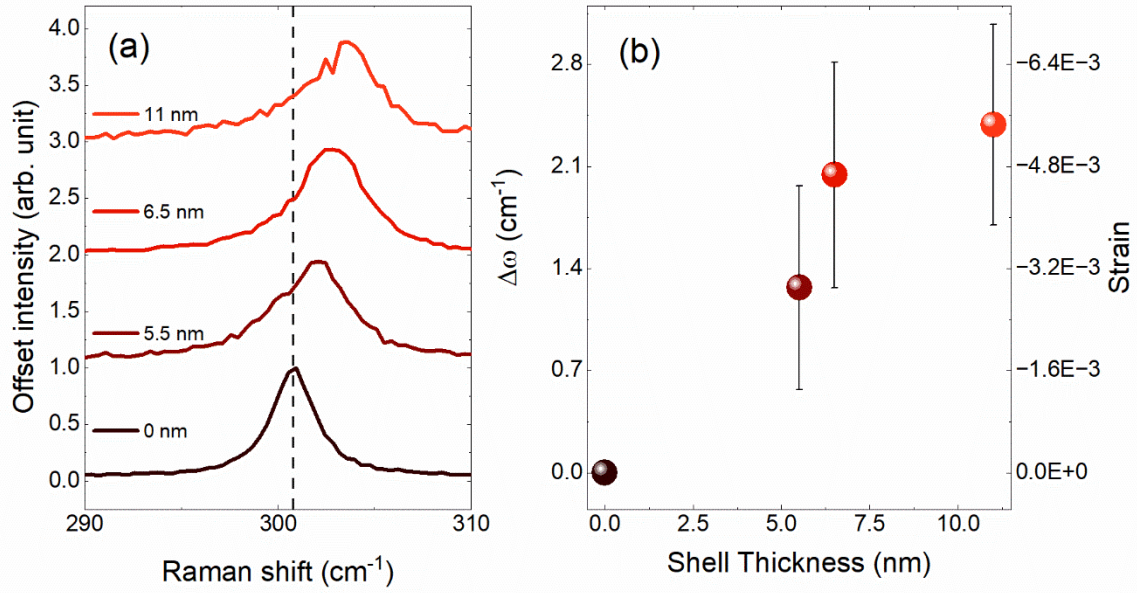 (a)
4.0
3.5
3.0
2.5
2.0
1.5
1.0
0.5
0.0
Offset intensity (arb. unit)
11 nm
6.5 nm
5.5 nm
0 nm
290
300
310
Raman shift (cm⁻¹)
(b)
2.8
2.1
1.4
0.7
0.0
Δω (cm⁻¹)
−6.4E−3
−4.8E−3
−3.2E−3
−1.6E−3
0.0E+0
Strain
0.0
2.5
5.0
7.5
10.0
Shell Thickness (nm)